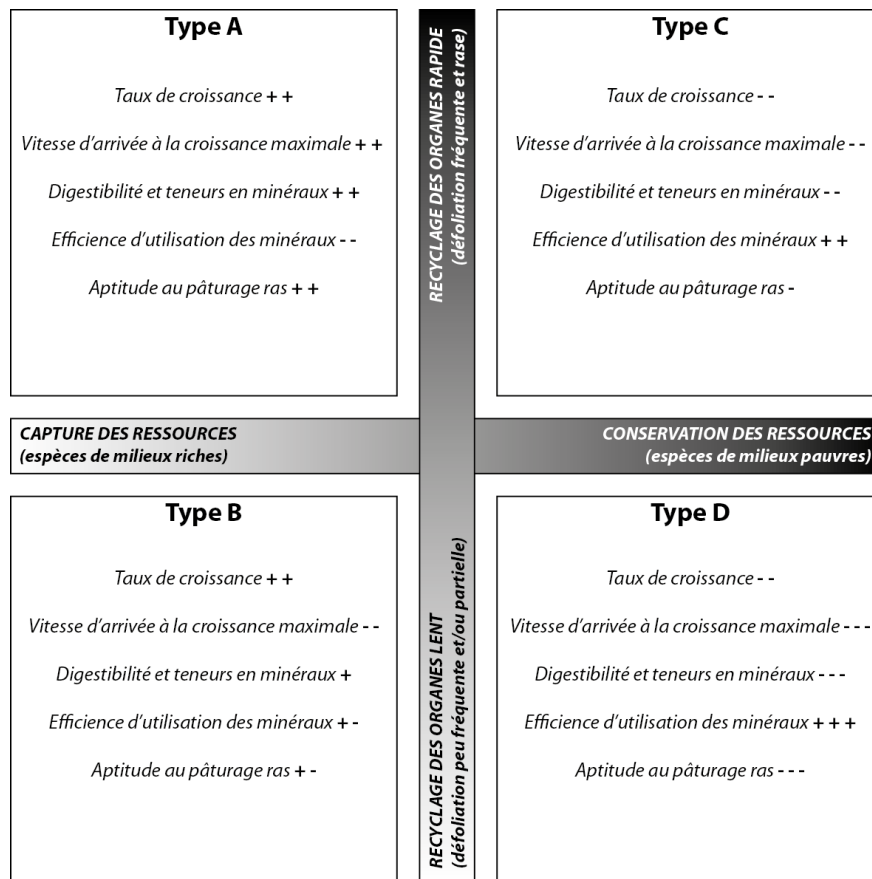 Type A
Taux de croissance + +
Vitesse d'arrivée à la croissance maximale + +
Digestibilité et teneurs en minéraux + +
Efficience d'utilisation des minéraux - -
Aptitude au pâturage ras + +
RECYCLAGE DES ORGANES RAPIDE
(défoliation fréquente et rase)
Type C
Taux de croissance - -
Vitesse d'arrivée à la croissance maximale - -
Digestibilité et teneurs en minéraux - -
Efficience d'utilisation des minéraux + +
Aptitude au pâturage ras -
CAPTURE DES RESSOURCES
(espèces de milieux riches)
CONSERVATION DES RESSOURCES
(espèces de milieux pauvres)
Type B
Taux de croissance + +
Vitesse d'arrivée à la croissance maximale - -
Digestibilité et teneurs en minéraux +
Efficience d'utilisation des minéraux + -
Aptitude au pâturage ras + -
RECYCLAGE DES ORGANES LENT
(défoliation peu fréquente et/ou partielle)
Type D
Taux de croissance - -
Vitesse d'arrivée à la croissance maximale - - -
Digestibilité et teneurs en minéraux - - -
Efficience d'utilisation des minéraux + + +
Aptitude au pâturage ras - - -